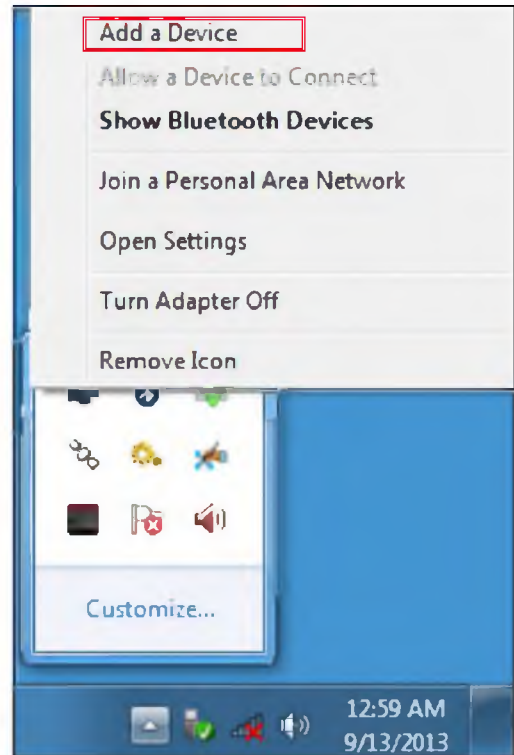 Add a Device
Allow a Device to Connect
Show Bluetooth Devices
Join a Personal Area Network
Open Settings
Turn Adapter Off
Remove Icon
Customize...
12:59 AM
9/13/2013